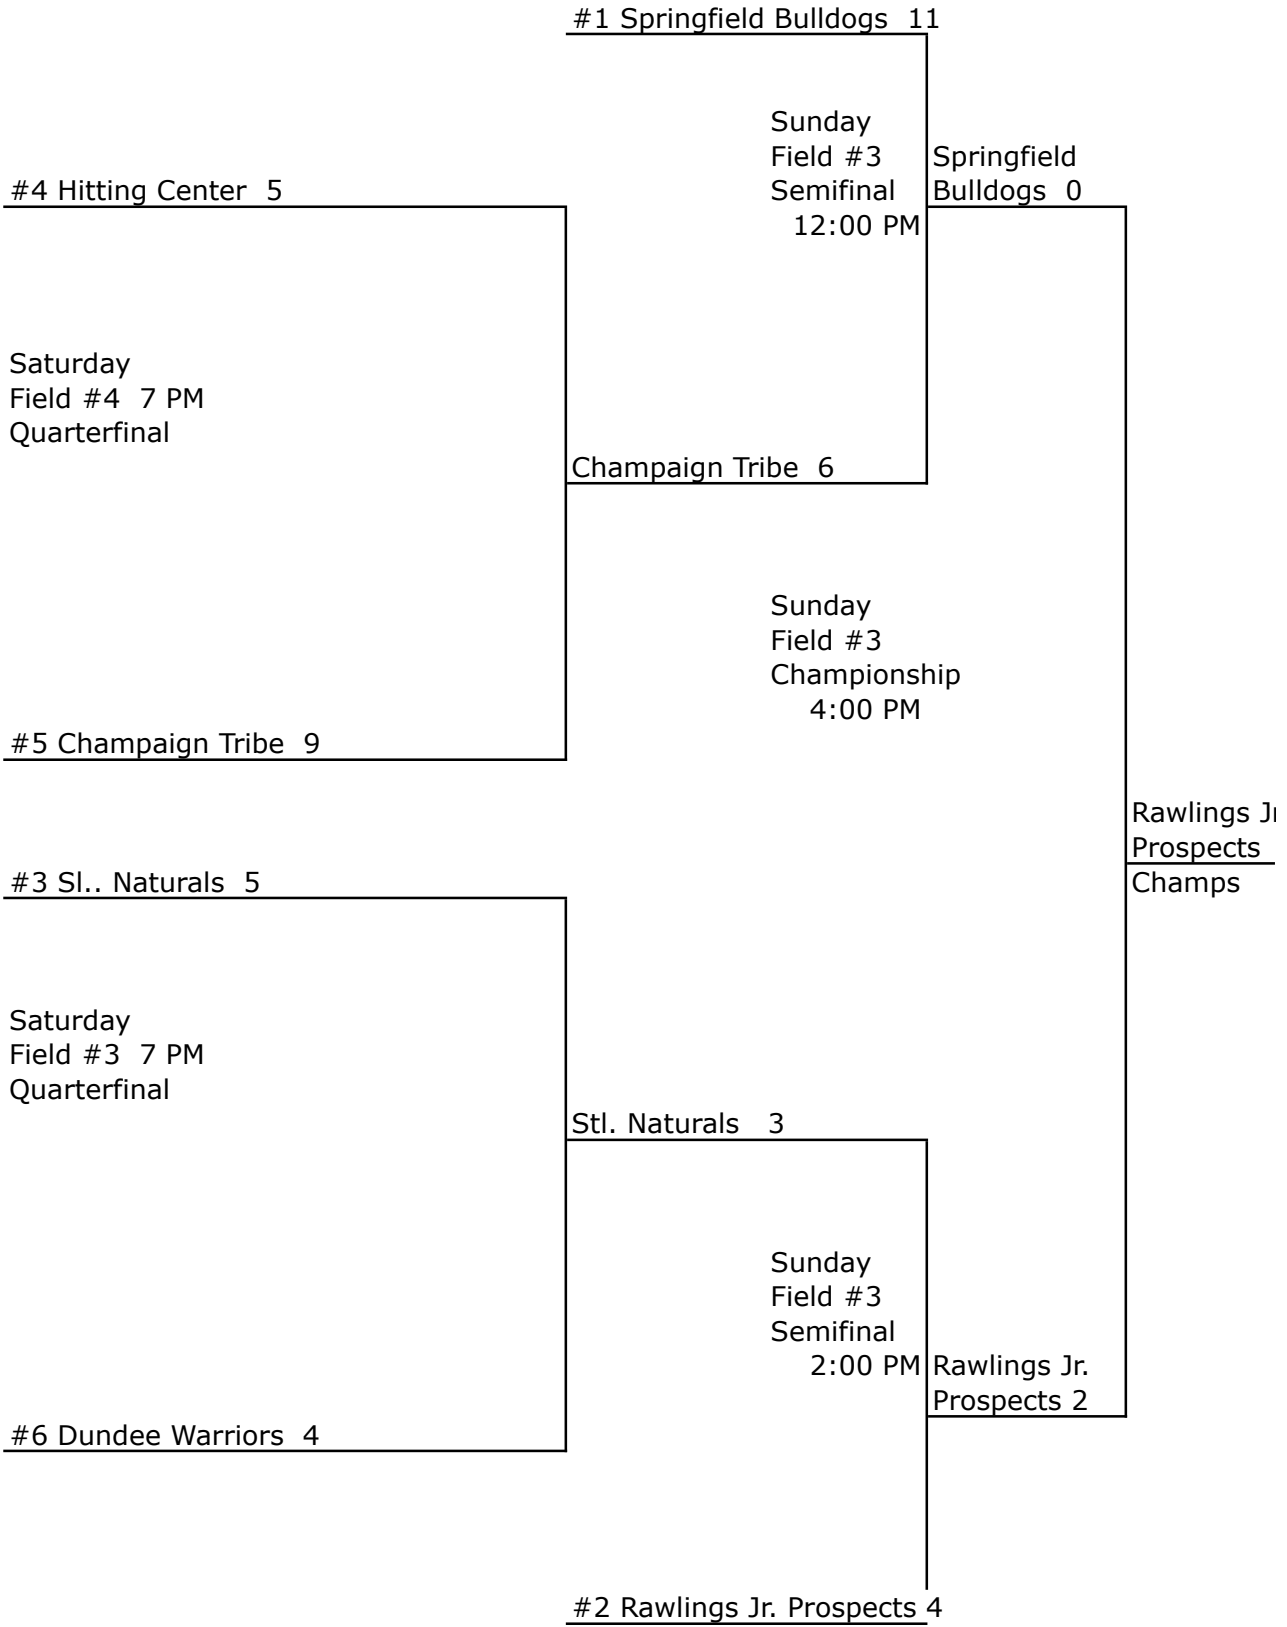 #1 Springfield Bulldogs 11
Sunday
Field #3
Semifinal
12:00 PM
Springfield
Bulldogs 0
#4 Hitting Center 5
Saturday
Field #4 7 PM
Quarterfinal
Champaign Tribe 6
Sunday
Field #3
Championship
4:00 PM
#5 Champaign Tribe 9
Rawlings Jr
Prospects
Champs
#3 Sl.. Naturals 5
Saturday
Field #3 7 PM
Quarterfinal
Stl. Naturals 3
Sunday
Field #3
Semifinal
2:00 PM
Rawlings Jr.
Prospects 2
#6 Dundee Warriors 4
#2 Rawlings Jr. Prospects 4